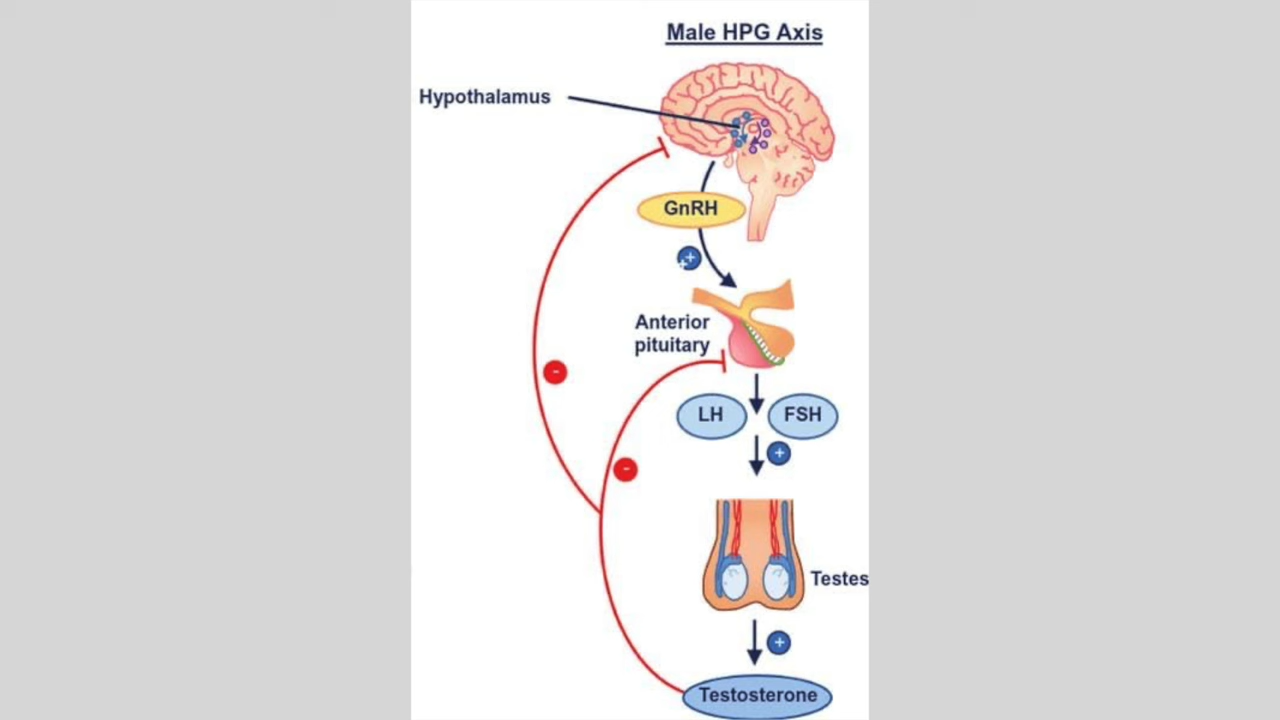 Male HPG Axis
Hypothalamus
GnRH
+
Anterior
pituitary
-
LH
FSH
+
-
Testes
+
Testosterone